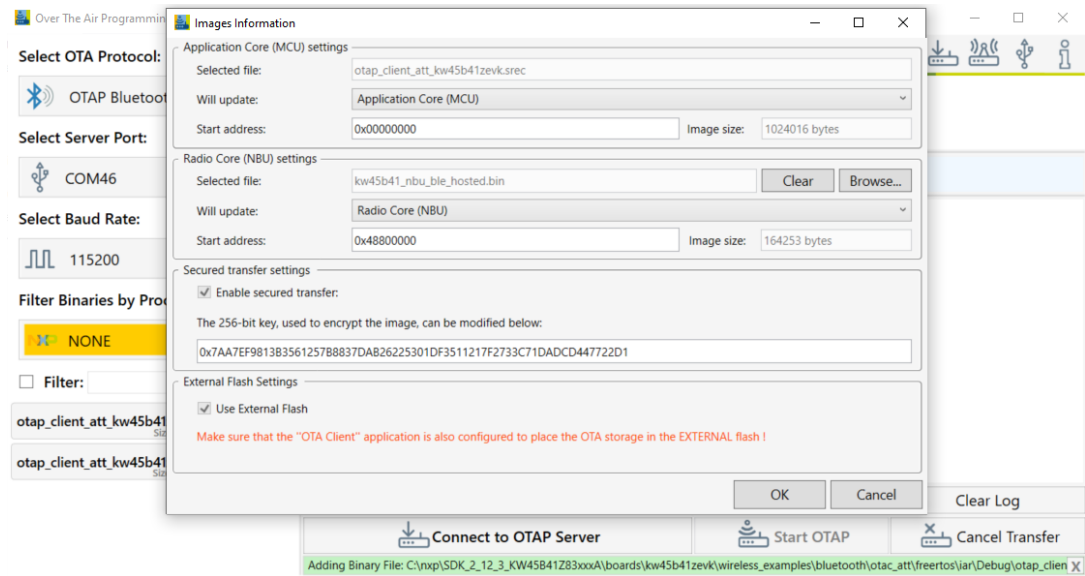 Over The Air Programmin
Images Information
Select OTA Protocol:
OTAP Bluetoot
Select Server Port:
COM46
Select Baud Rate:
115200
Filter Binaries by Pro
NXP NONE
Filter:
otap_client_att_kw45b41
Siz
otap_client_att_kw45b41
Siz
Application Core (MCU) settings
Selected file: otap_client_att_kw45b41zevk.srec
Will update: Application Core (MCU)
Start address: 0x00000000 Image size: 1024016 bytes
Radio Core (NBU) settings
Selected file: kw45b41_nbu_ble_hosted.bin Clear Browse...
Will update: Radio Core (NBU)
Start address: 0x48800000 Image size: 164253 bytes
Secured transfer settings
Enable secured transfer:
The 256-bit key, used to encrypt the image, can be modified below:
0x7AA7EF9813B3561257B8837DAB26225301DF3511217F2733C71DADCD447722D1
External Flash Settings
Use External Flash
Make sure that the "OTA Client" application is also configured to place the OTA storage in the EXTERNAL flash !
OK Cancel
Clear Log
Connect to OTAP Server Start OTAP Cancel Transfer
Adding Binary File: C:\nxp\SDK_2_12_3_KW45B41Z83xxxA\boards\kw45b41zevk\wireless_examples\bluetooth\otac_att\freertos\iar\Debug\otap_clien X